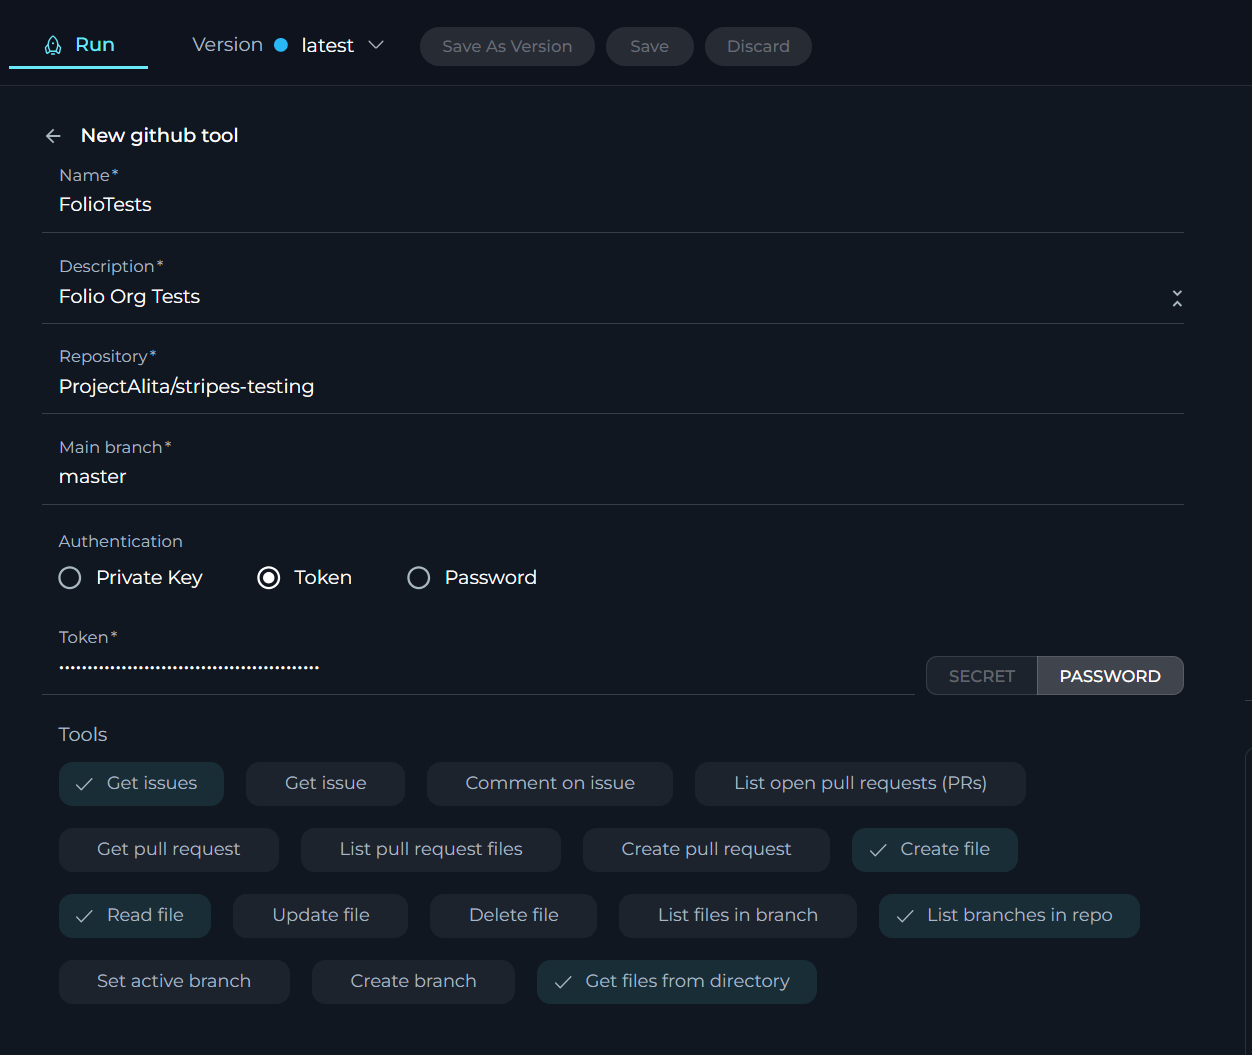 Run Version latest Save As Version Save Discard
New github tool
Name*
FolioTests
Description*
Folio Org Tests
Repository*
ProjectAlita/stripes-testing
Main branch*
master
Authentication
Private Key Token Password
Token*
SECRET PASSWORD
Tools
Get issues Get issue Comment on issue List open pull requests (PRs)
Get pull request List pull request files Create pull request Create file
Read file Update file Delete file List files in branch List branches in repo
Set active branch Create branch Get files from directory